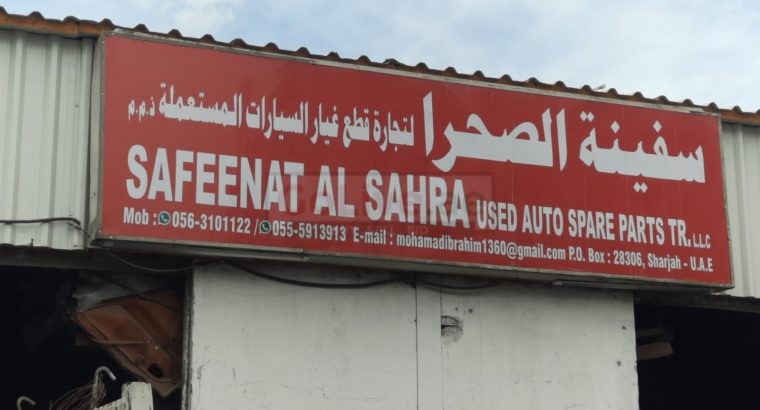 سفينة الصحرا لتجارة قطع غيار السيارات المستعملة ذ.م.م
SAFEENAT AL SAHRA USED AUTO SPARE PARTS TR. LLC
Mob : 056-3101122 / 055-5913913 E-mail : mohamadibrahim1360@gmail.com P.O. Box : 28306, Sharjah - U.A.E